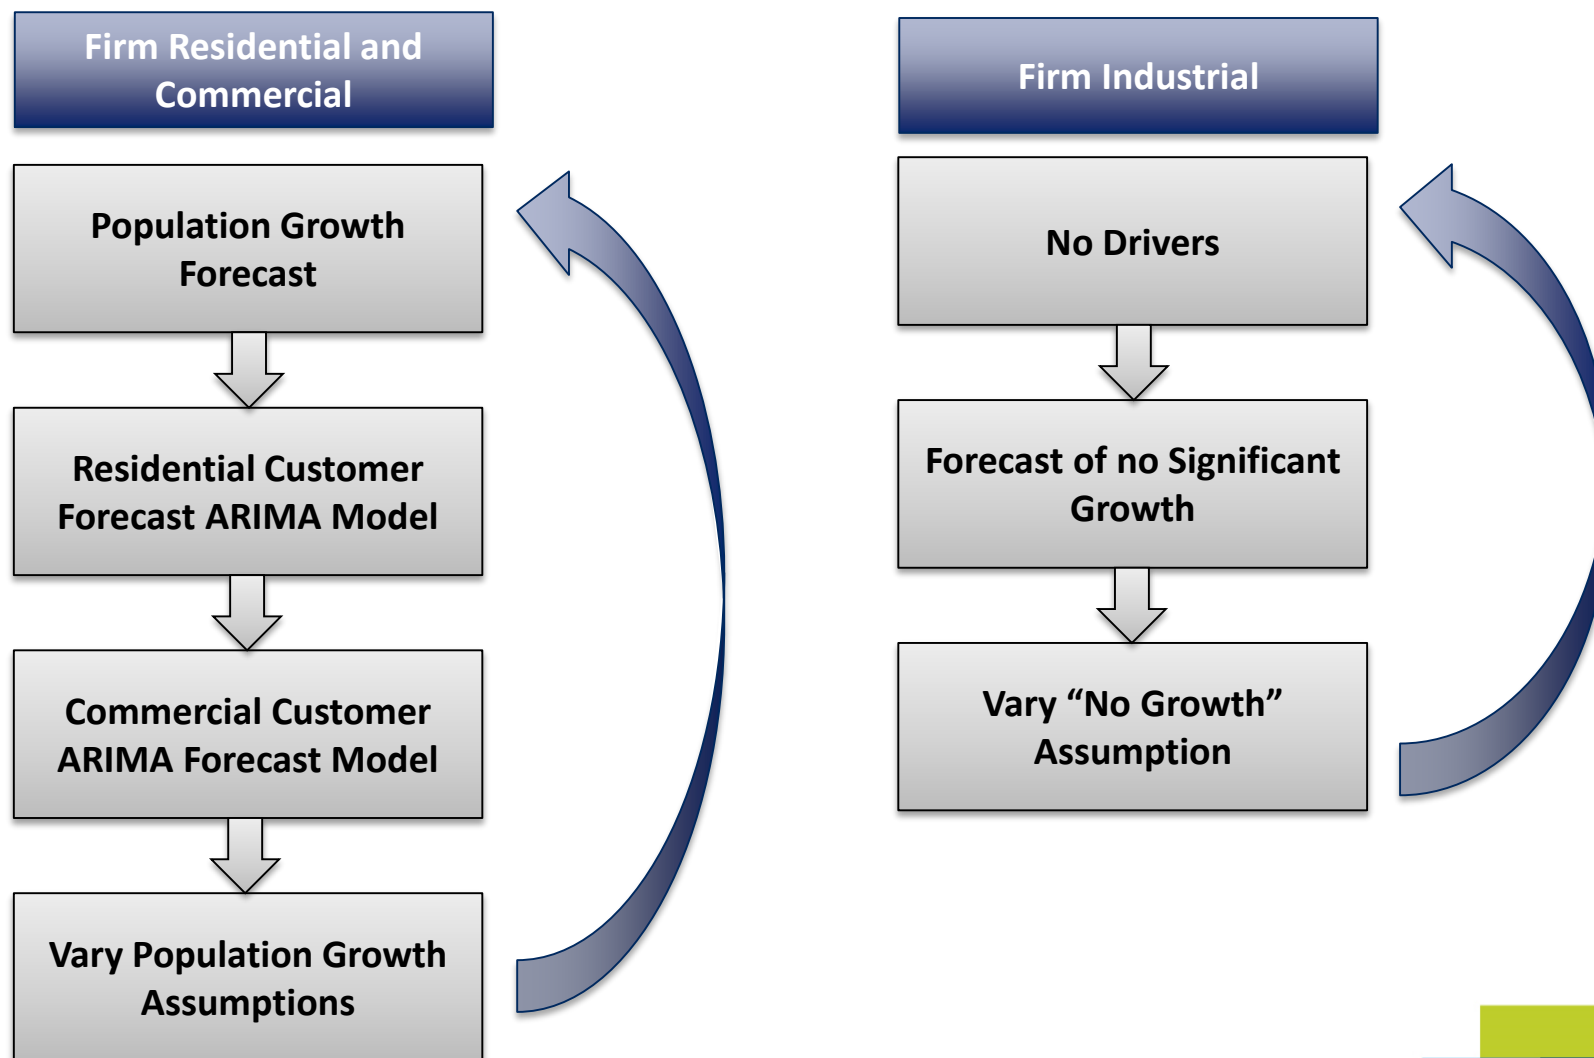 Firm Residential and
Commercial
Population Growth
Forecast
Residential Customer
Forecast ARIMA Model
Commercial Customer
ARIMA Forecast Model
Vary Population Growth
Assumptions
Firm Industrial
No Drivers
Forecast of no Significant
Growth
Vary “No Growth”
Assumption